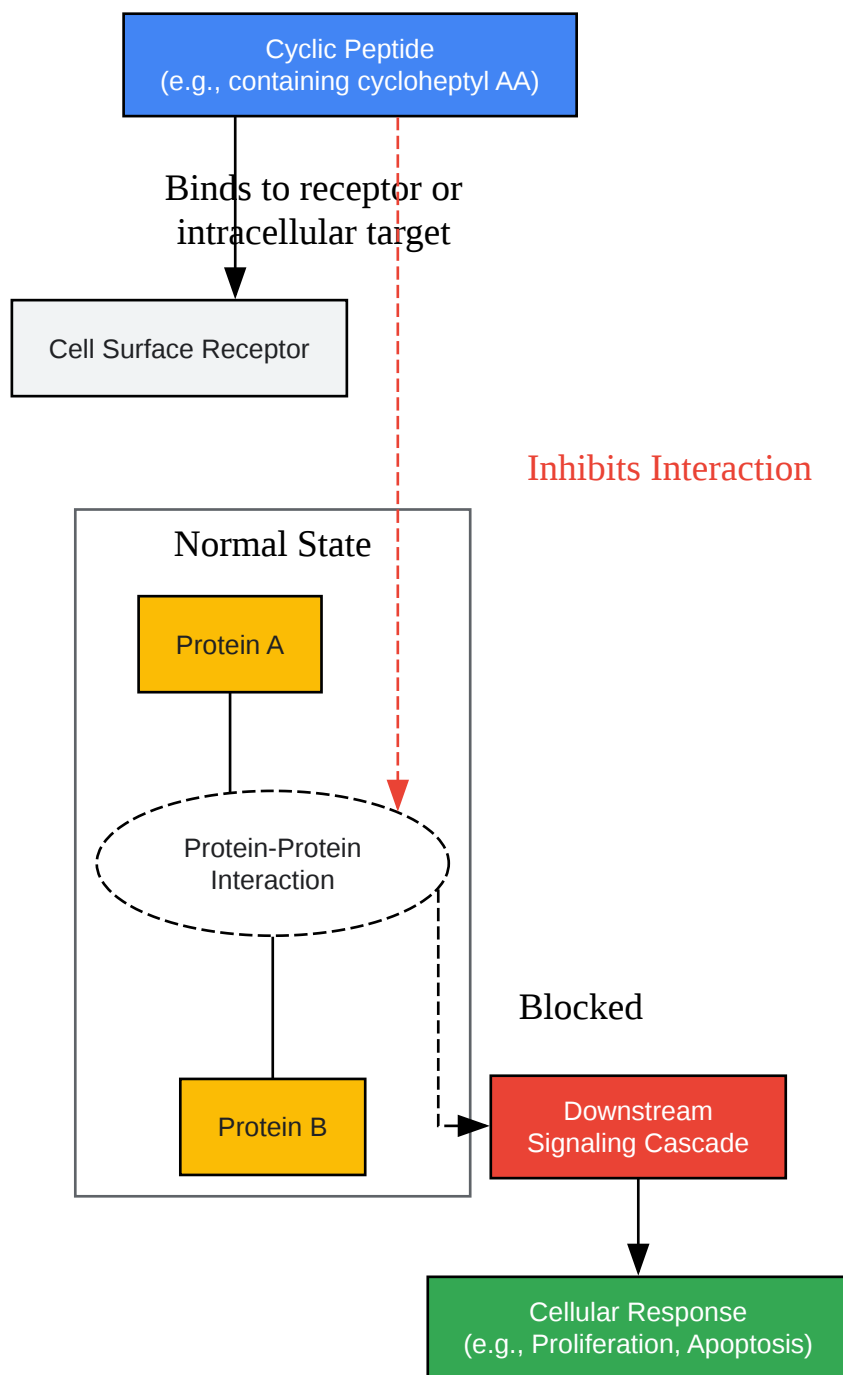 Cyclic Peptide
(e.g., containing cycloheptyl AA)
Binds to receptor or
intracellular target
Cell Surface Receptor
Inhibits Interaction
Normal State
Protein A
Protein-Protein
Interaction
Blocked
Protein B
Downstream
Signaling Cascade
Cellular Response
(e.g., Proliferation, Apoptosis)